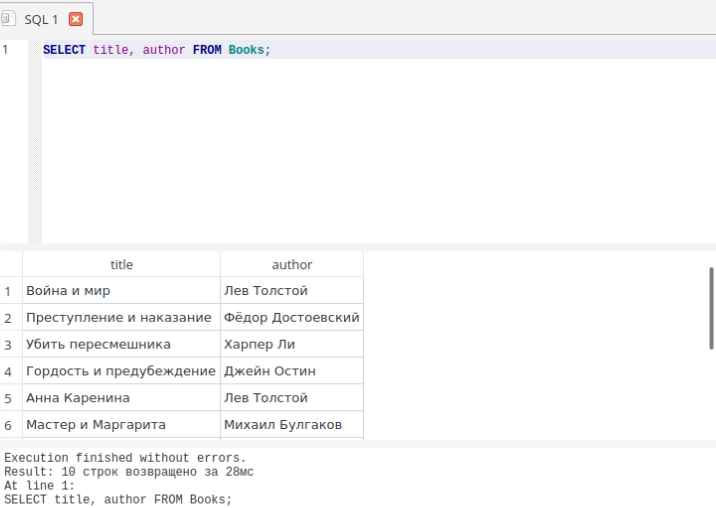 SQL 1
1 SELECT title, author FROM Books;
title author
1 Война и мир Лев Толстой
2 Преступление и наказание Фёдор Достоевский
3 Убить пересмешника Харпер Ли
4 Гордость и предубеждение Джейн Остин
5 Анна Каренина Лев Толстой
6 Мастер и Маргарита Михаил Булгаков
Execution finished without errors.
Result: 10 строк возвращено за 28мс
At line 1:
SELECT title, author FROM Books;